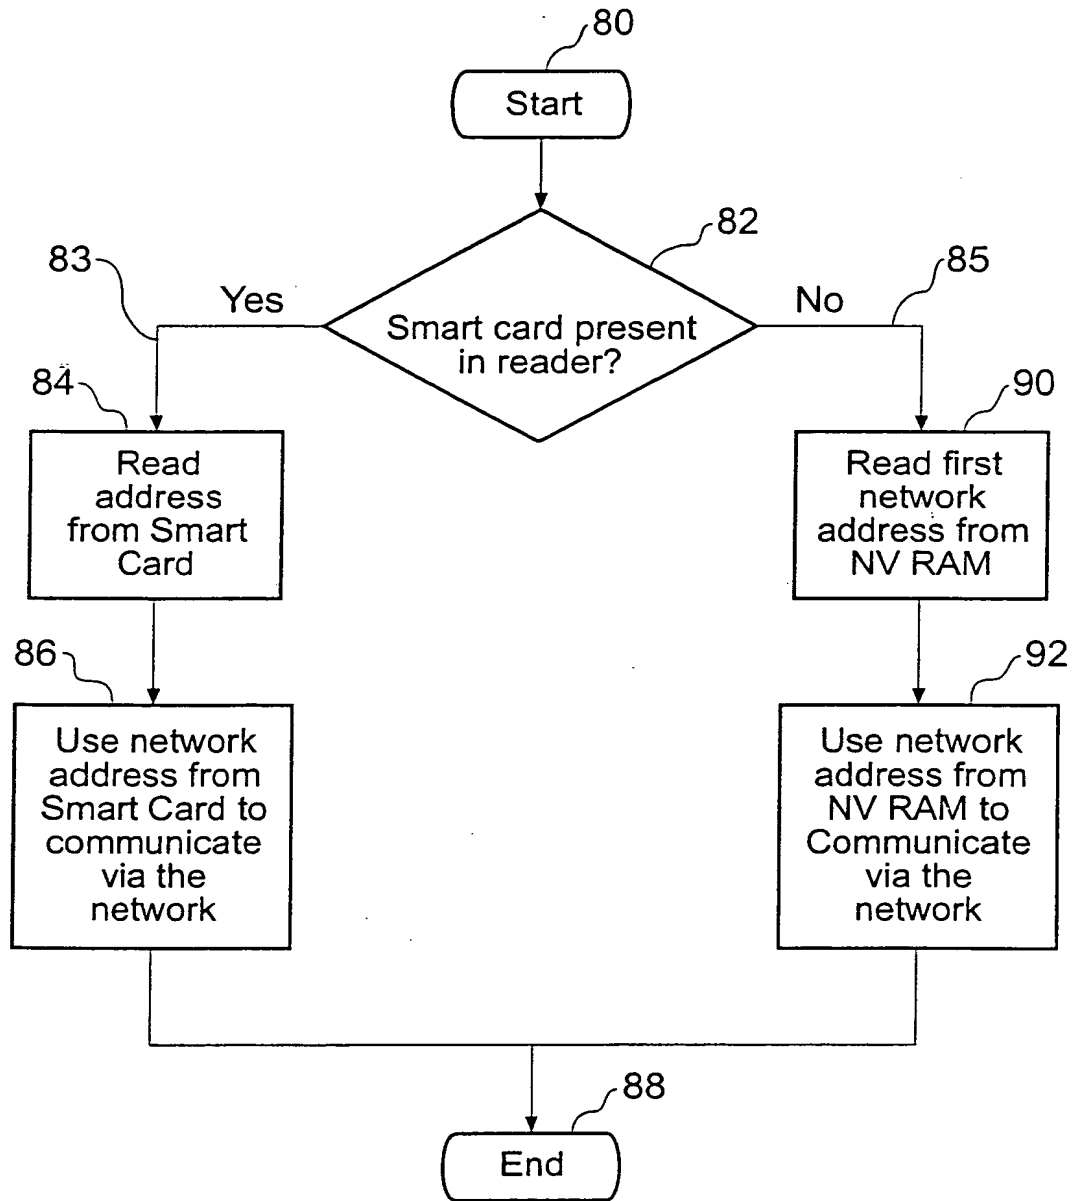 80
Start
82
83
85
Yes
No
Smart card present
in reader?
84
90
Read
address
from Smart
Card
Read first
network
address from
NV RAM
86
92
Use network
address from
Smart Card to
communicate
via the
network
Use network
address from
NV RAM to
Communicate
via the
network
88
End